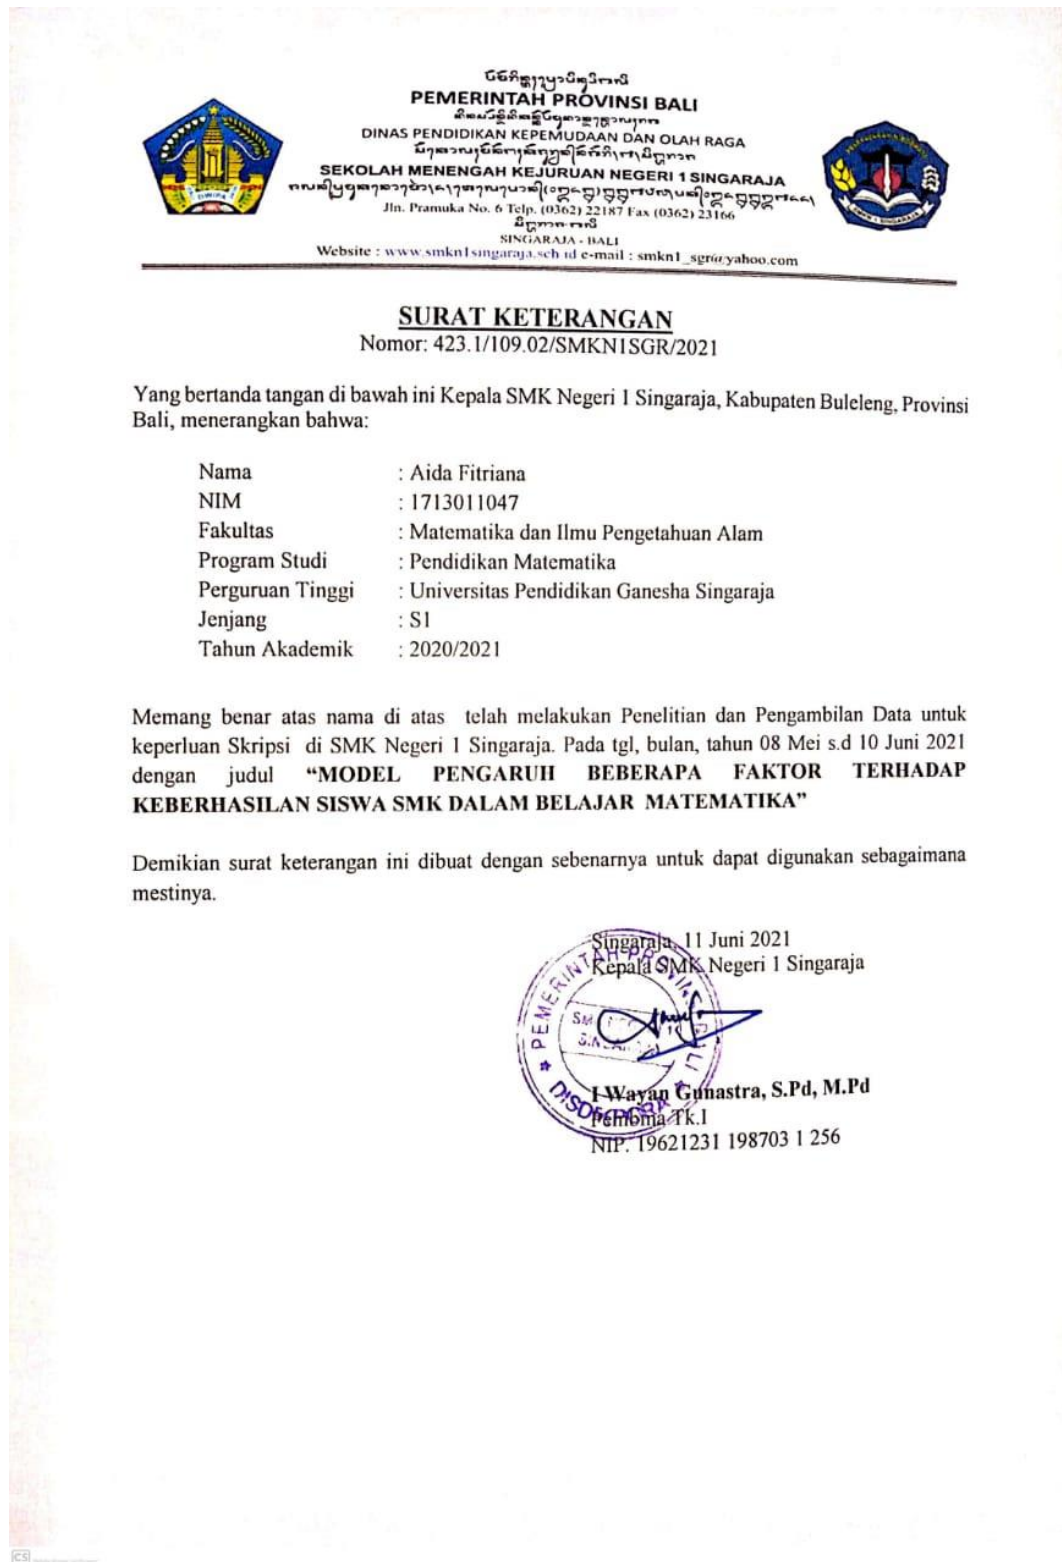 PEMERINTAH PROVINSI BALI
DINAS PENDIDIKAN KEPEMUDAAN DAN OLAH RAGA
SEKOLAH MENENGAH KEJURUAN NEGERI 1 SINGARAJA
Jln. Pramuka No. 6 Telp. (0362) 22187 Fax (0362) 23166
SINGARAJA - BALI
Website : www.smkn1singaraja.sch id e-mail : smkn1_sgr@yahoo.com
DWIPA
SMKN 1 SINGARAJA
SURAT KETERANGAN
Nomor: 423.1/109.02/SMKN1SGR/2021
Yang bertanda tangan di bawah ini Kepala SMK Negeri 1 Singaraja, Kabupaten Buleleng, Provinsi
Bali, menerangkan bahwa:
Nama : Aida Fitriana
NIM : 1713011047
Fakultas : Matematika dan Ilmu Pengetahuan Alam
Program Studi : Pendidikan Matematika
Perguruan Tinggi : Universitas Pendidikan Ganesha Singaraja
Jenjang : S1
Tahun Akademik : 2020/2021
Memang benar atas nama di atas telah melakukan Penelitian dan Pengambilan Data untuk
keperluan Skripsi di SMK Negeri 1 Singaraja. Pada tgl, bulan, tahun 08 Mei s.d 10 Juni 2021
dengan judul “MODEL PENGARUH BEBERAPA FAKTOR TERHADAP
KEBERHASILAN SISWA SMK DALAM BELAJAR MATEMATIKA”
Demikian surat keterangan ini dibuat dengan sebenarnya untuk dapat digunakan sebagaimana
mestinya.
Singaraja, 11 Juni 2021
Kepala SMK Negeri 1 Singaraja
PEMERINTAH PROVINSI BALI
I Wayan Gunastra, S.Pd, M.Pd
Pembina Tk.I
NIP. 19621231 198703 1 256
CS